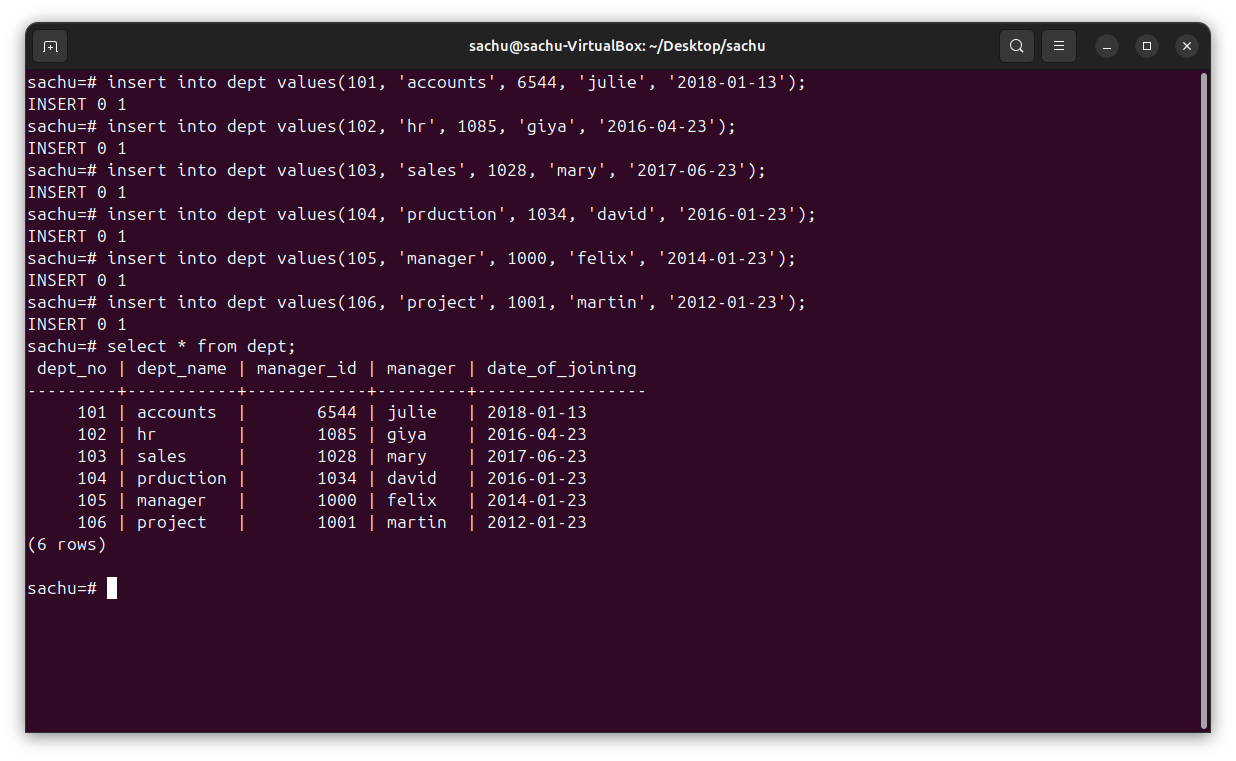 sachu@sachu-VirtualBox: ~/Desktop/sachu
sachu=# insert into dept values(101, 'accounts', 6544, 'julie', '2018-01-13');
INSERT 0 1
sachu=# insert into dept values(102, 'hr', 1085, 'giya', '2016-04-23');
INSERT 0 1
sachu=# insert into dept values(103, 'sales', 1028, 'mary', '2017-06-23');
INSERT 0 1
sachu=# insert into dept values(104, 'prduction', 1034, 'david', '2016-01-23');
INSERT 0 1
sachu=# insert into dept values(105, 'manager', 1000, 'felix', '2014-01-23');
INSERT 0 1
sachu=# insert into dept values(106, 'project', 1001, 'martin', '2012-01-23');
INSERT 0 1
sachu=# select * from dept;
 dept_no | dept_name | manager_id | manager | date_of_joining
---------+-----------+------------+---------+-----------------
     101 | accounts  |       6544 | julie   | 2018-01-13
     102 | hr        |       1085 | giya    | 2016-04-23
     103 | sales     |       1028 | mary    | 2017-06-23
     104 | prduction |       1034 | david   | 2016-01-23
     105 | manager   |       1000 | felix   | 2014-01-23
     106 | project   |       1001 | martin  | 2012-01-23
(6 rows)
sachu=#